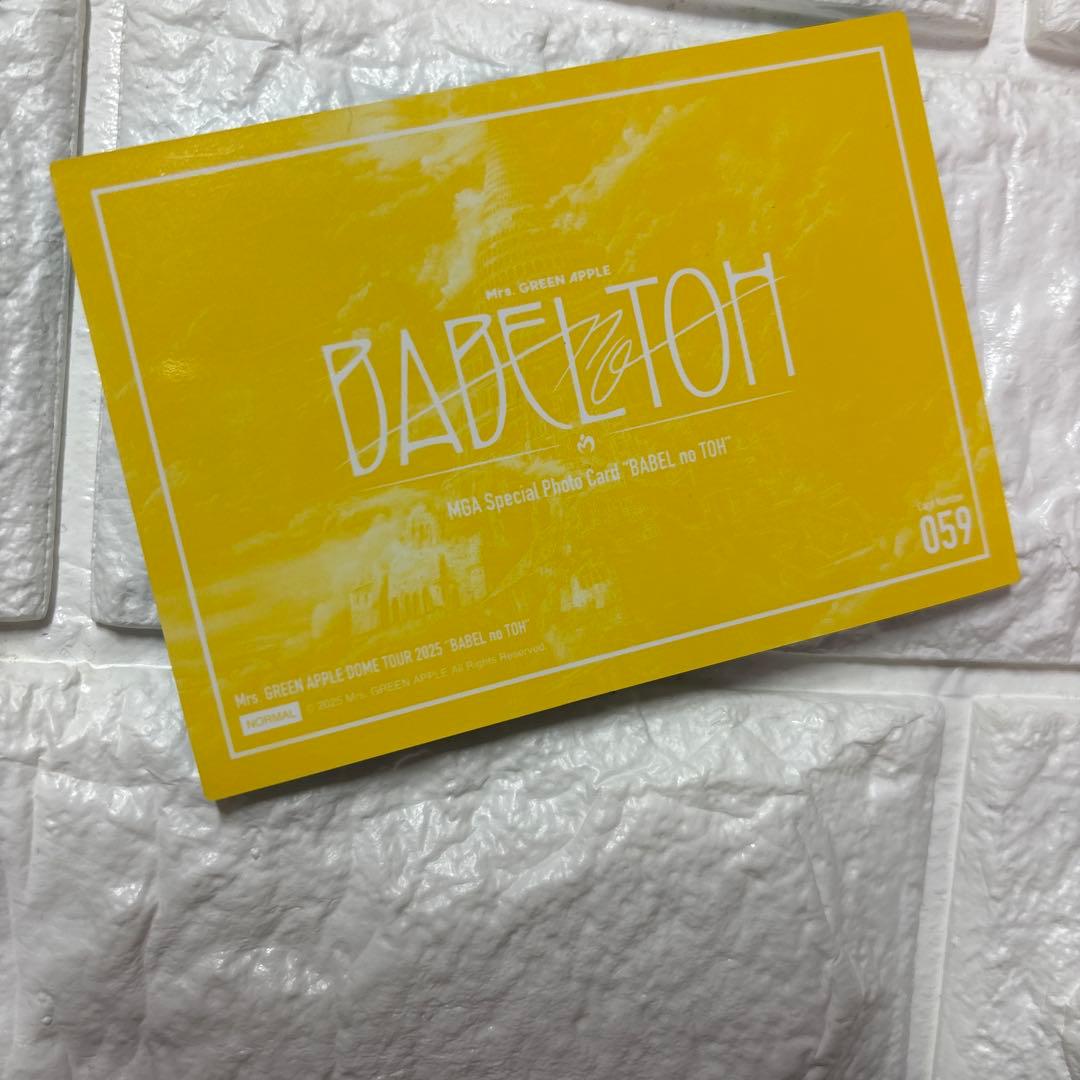 Mrs. GREEN APPLE
BABEL no TOH
MGA Special Photo Card "BABEL no TOH"
Card Number
059
Mrs. GREEN APPLE DOME TOUR 2025 "BABEL no TOH"
NORMAL © 2025 Mrs. GREEN APPLE All Rights Reserved.